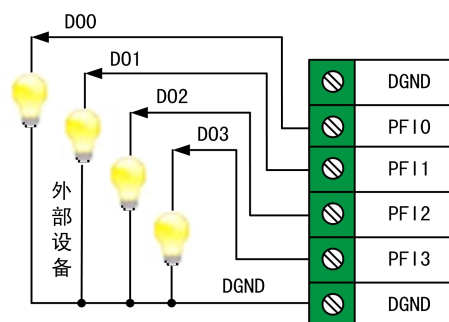 DO0
DO1
DO2
DO3
外部设备
DGND
DGND
PFI0
PFI1
PFI2
PFI3
DGND